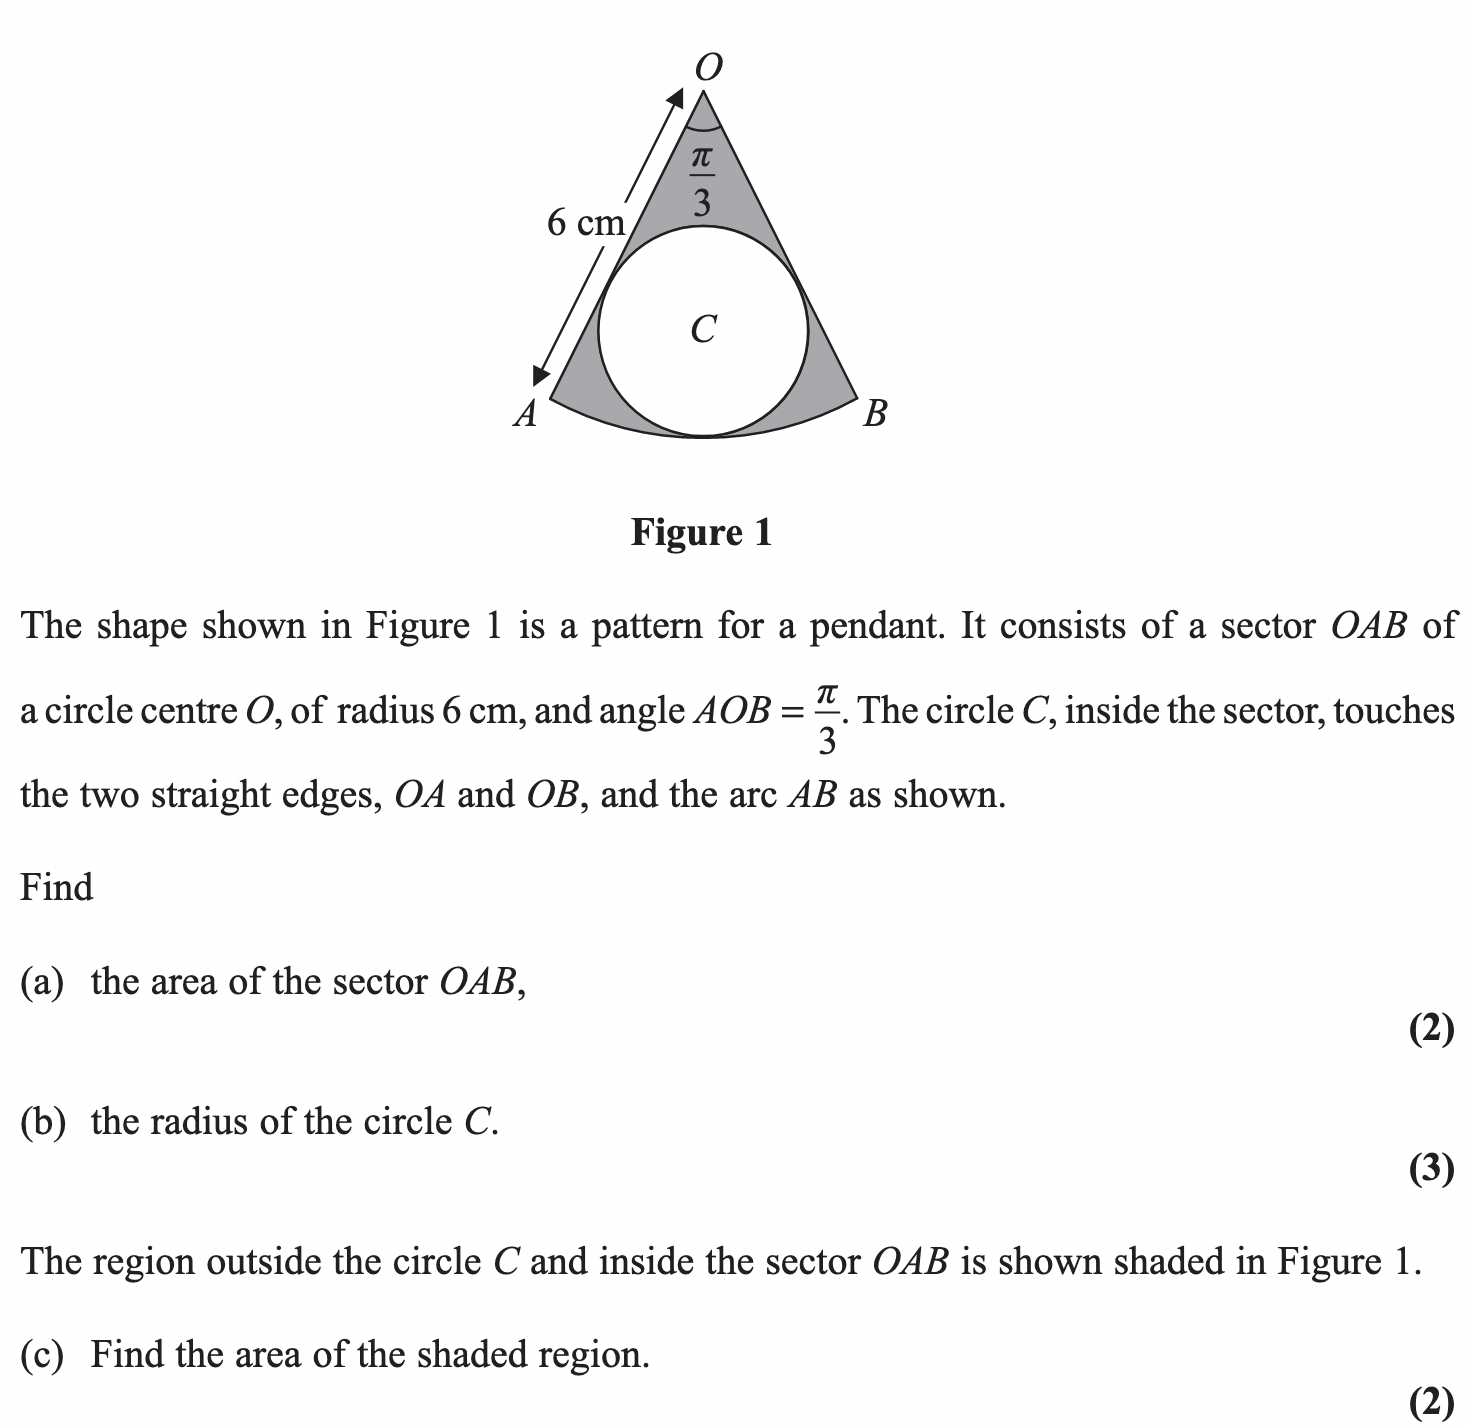 O
π
3
6 cm
C
A
B
Figure 1
The shape shown in Figure 1 is a pattern for a pendant. It consists of a sector OAB of
a circle centre O, of radius 6 cm, and angle AOB = π/3. The circle C, inside the sector, touches
the two straight edges, OA and OB, and the arc AB as shown.
Find
(a) the area of the sector OAB,
(2)
(b) the radius of the circle C.
(3)
The region outside the circle C and inside the sector OAB is shown shaded in Figure 1.
(c) Find the area of the shaded region.
(2)